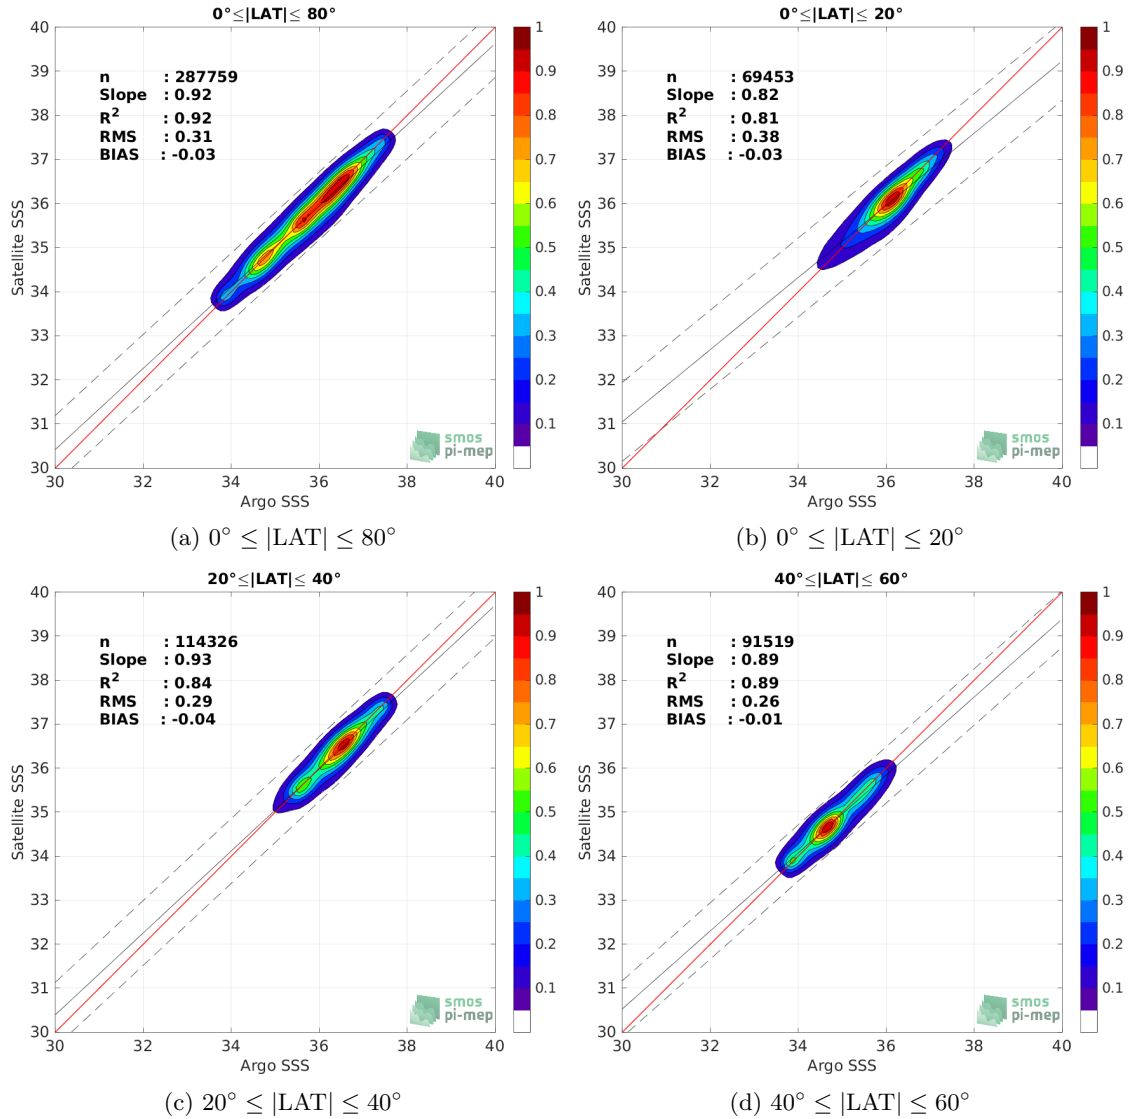 0°≤|LAT|≤ 80°
n : 287759
Slope : 0.92
R² : 0.92
RMS : 0.31
BIAS : -0.03
40
39
38
37
36
35
34
33
32
31
30
Satellite SSS
30 32 34 36 38 40
Argo SSS
1
0.9
0.8
0.7
0.6
0.5
0.4
0.3
0.2
0.1
smos
pi-mep
(a) 0° ≤ |LAT| ≤ 80°
0°≤|LAT|≤ 20°
n : 69453
Slope : 0.82
R² : 0.81
RMS : 0.38
BIAS : -0.03
40
39
38
37
36
35
34
33
32
31
30
Satellite SSS
30 32 34 36 38 40
Argo SSS
1
0.9
0.8
0.7
0.6
0.5
0.4
0.3
0.2
0.1
smos
pi-mep
(b) 0° ≤ |LAT| ≤ 20°
20°≤|LAT|≤ 40°
n : 114326
Slope : 0.93
R² : 0.84
RMS : 0.29
BIAS : -0.04
40
39
38
37
36
35
34
33
32
31
30
Satellite SSS
30 32 34 36 38 40
Argo SSS
1
0.9
0.8
0.7
0.6
0.5
0.4
0.3
0.2
0.1
smos
pi-mep
(c) 20° ≤ |LAT| ≤ 40°
40°≤|LAT|≤ 60°
n : 91519
Slope : 0.89
R² : 0.89
RMS : 0.26
BIAS : -0.01
40
39
38
37
36
35
34
33
32
31
30
Satellite SSS
30 32 34 36 38 40
Argo SSS
1
0.9
0.8
0.7
0.6
0.5
0.4
0.3
0.2
0.1
smos
pi-mep
(d) 40° ≤ |LAT| ≤ 60°